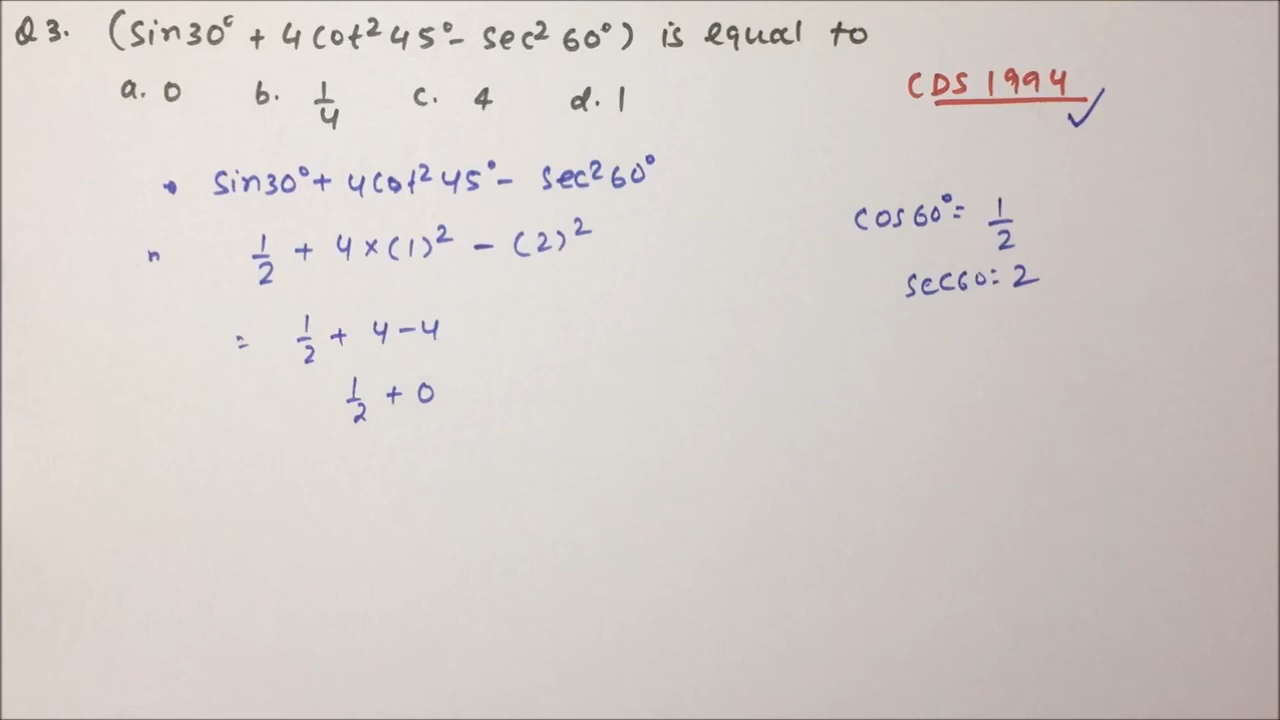 Q3. (sin30° + 4cot²45° - sec²60°) is equal to
a. 0 b. 1/4 c. 4 d. 1
CDS 1994
sin30° + 4cot²45° - sec²60°
1/2 + 4×(1)² - (2)²
cos60° = 1/2
sec60 = 2
= 1/2 + 4-4
1/2 + 0